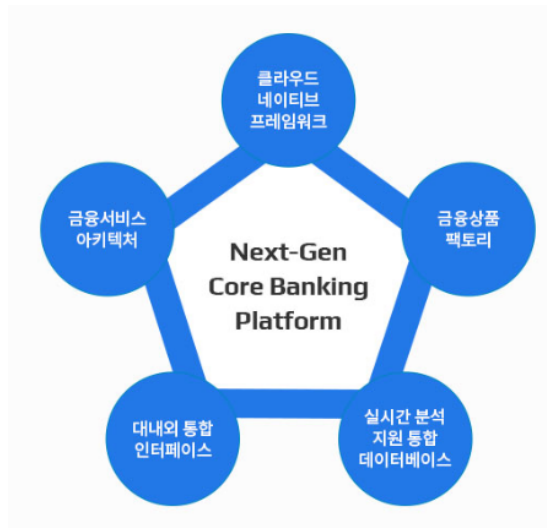 클라우드
네이티브
프레임워크
금융서비스
아키텍처
금융상품
팩토리
Next-Gen
Core Banking
Platform
대내외 통합
인터페이스
실시간 분석
지원 통합
데이터베이스